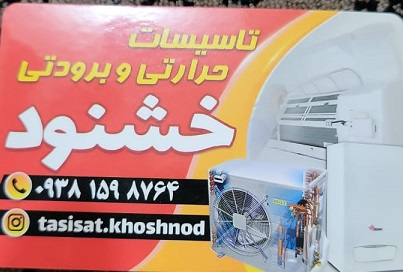 تاسیسات
حرارتی و برودتی
خشنود
۰۹۳۸ ۱۵۹ ۸۷۶۴
tasisat.khoshnod